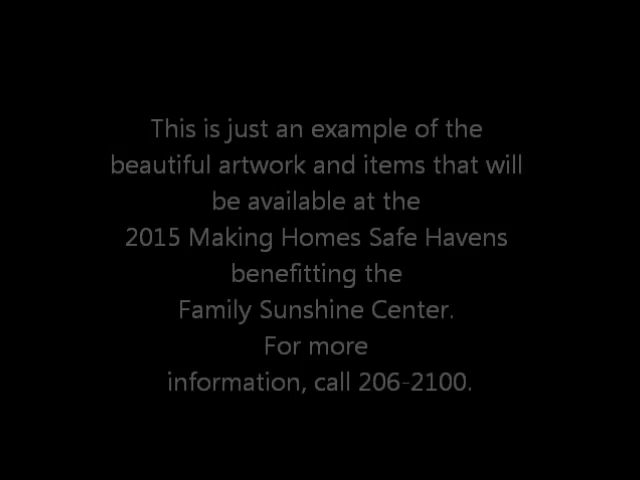 This is just an example of the
beautiful artwork and items that will
be available at the
2015 Making Homes Safe Havens
benefitting the
Family Sunshine Center.
For more
information, call 206-2100.